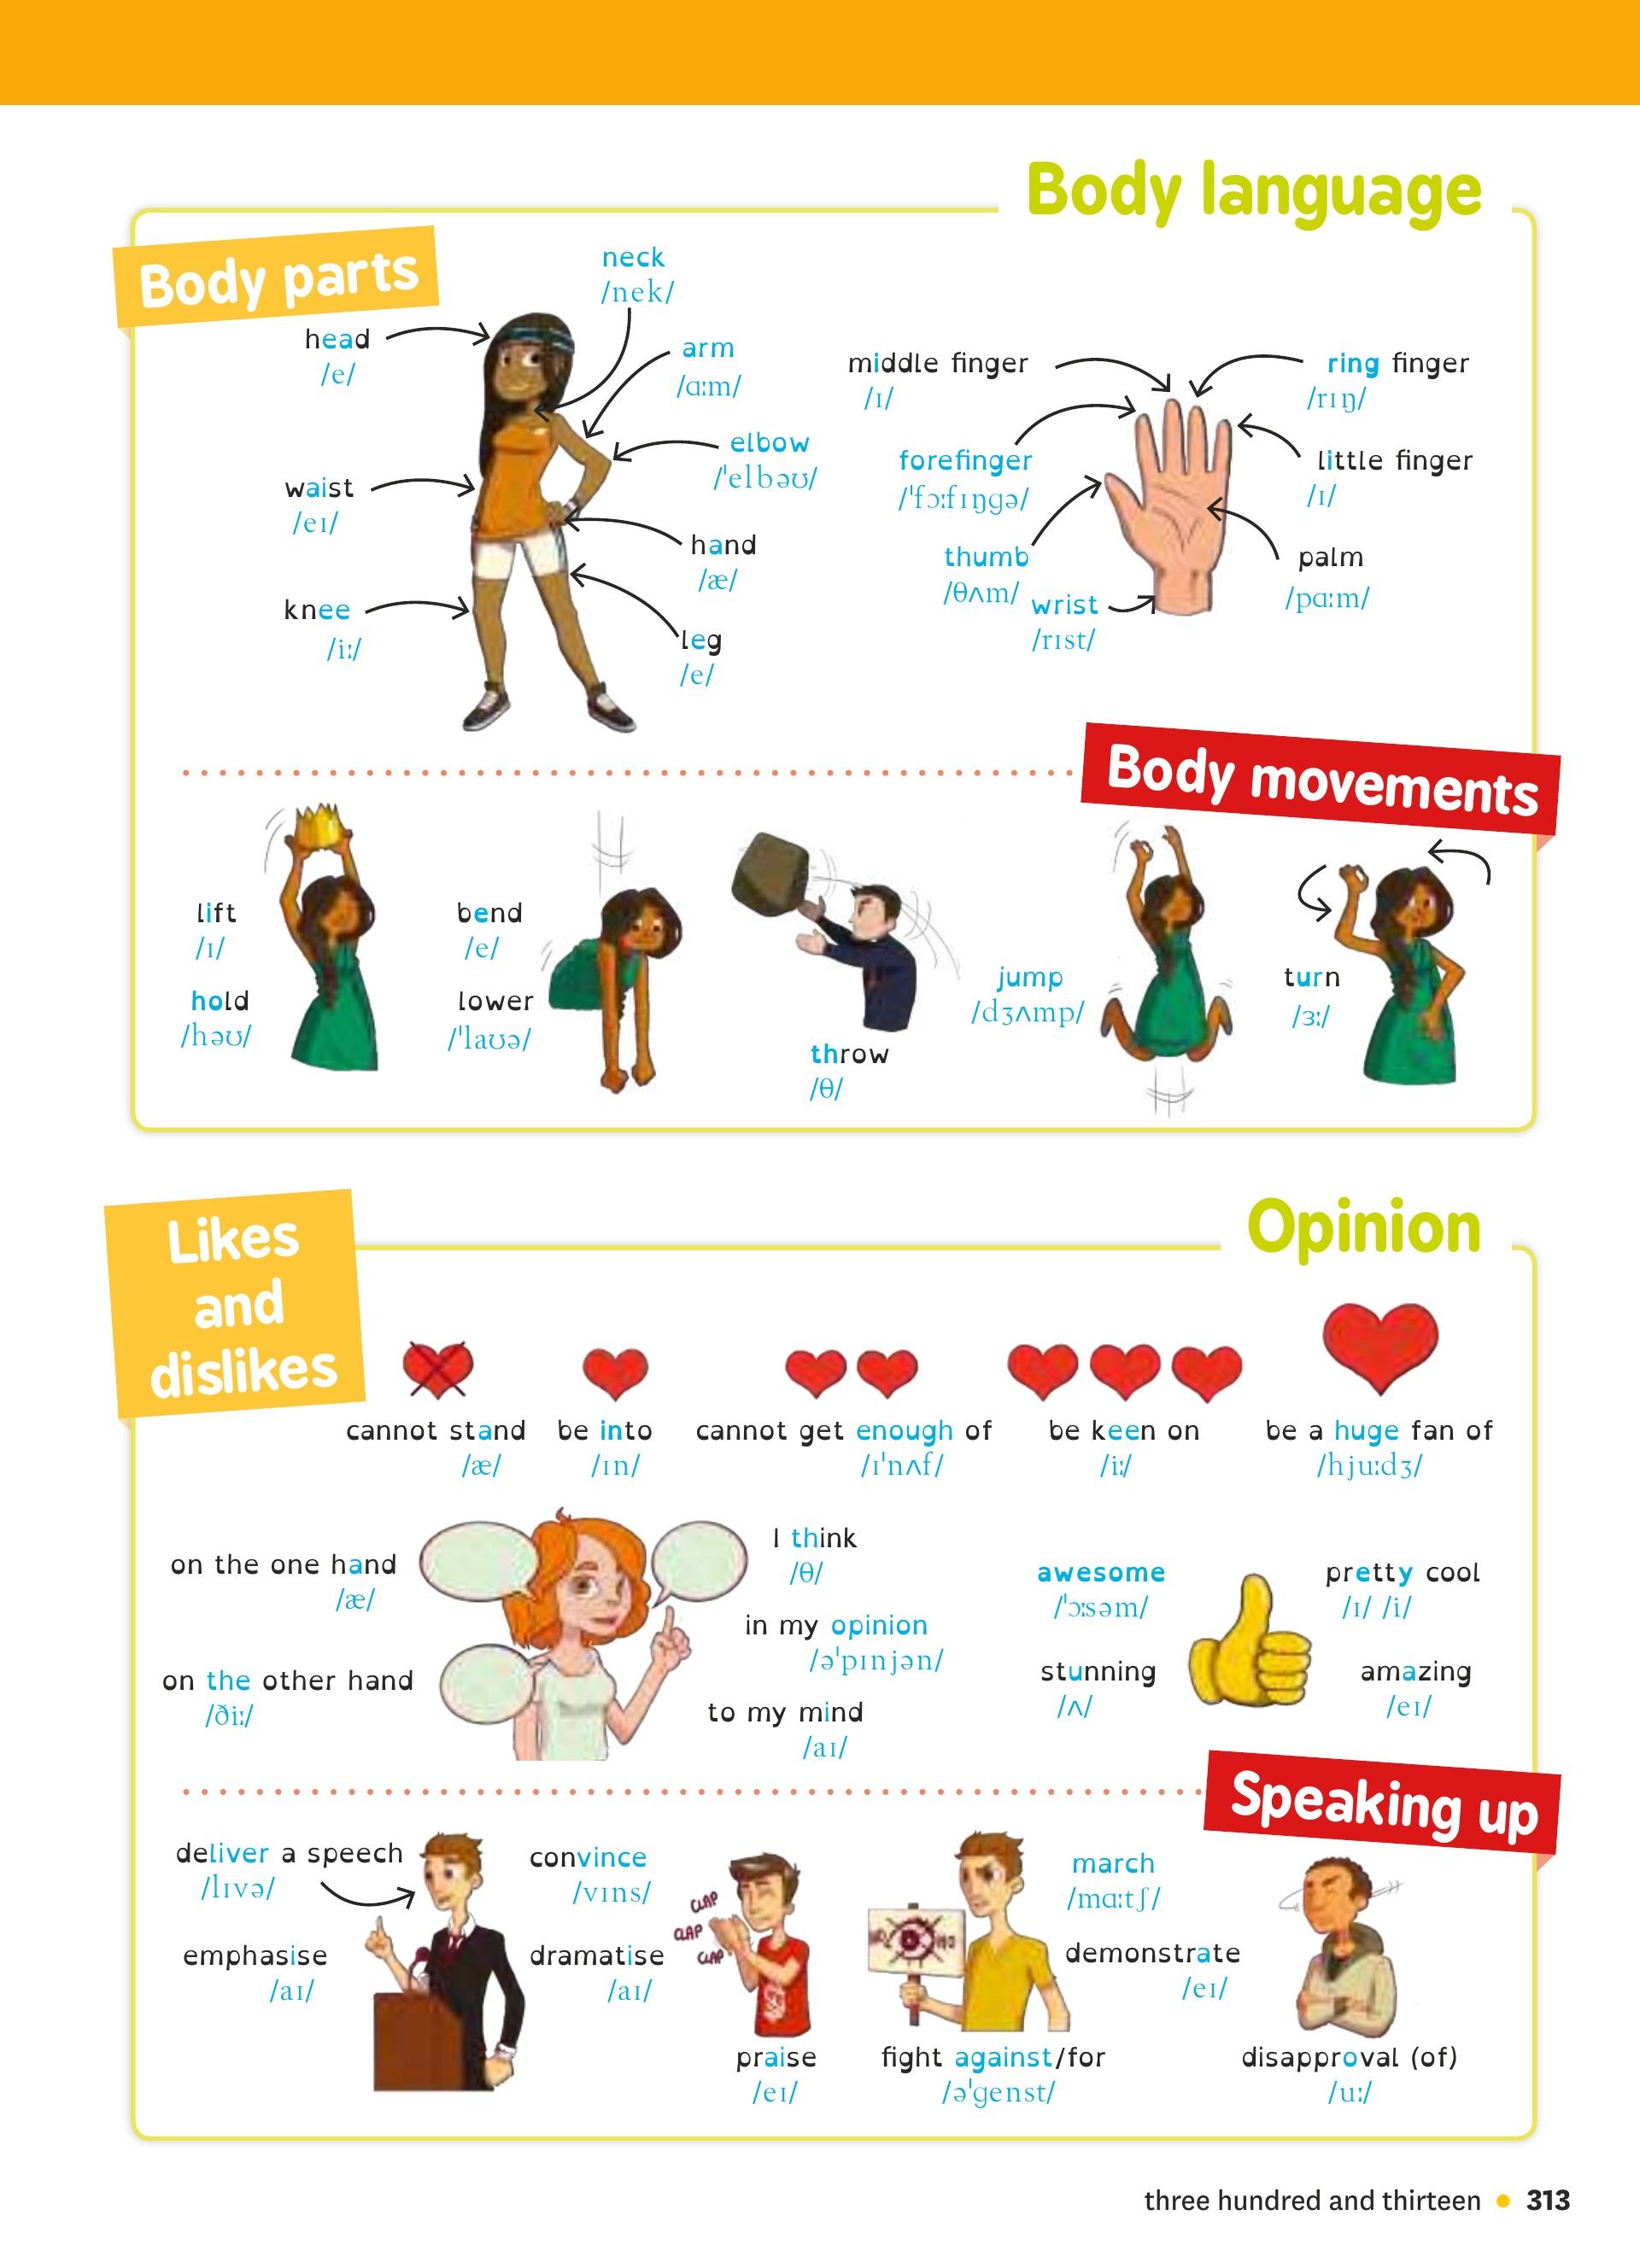 Body language
Body parts
neck
/nek/
head
/e/
arm
/ɑːm/
elbow
/ˈelbəʊ/
waist
/eɪ/
hand
/æ/
knee
/iː/
leg
/e/
middle finger
/ɪ/
ring finger
/rɪŋ/
forefinger
/ˈfɔːfɪŋgə/
little finger
/ɪ/
thumb
/θʌm/
palm
/pɑːm/
wrist
/rɪst/
Body movements
lift
/ɪ/
hold
/həʊ/
bend
/e/
lower
/ˈlaʊə/
throw
/θ/
jump
/dʒʌmp/
turn
/ɜː/
Opinion
Likes
and
dislikes
cannot stand
/æ/
be into
/ɪn/
cannot get enough of
/ɪˈnʌf/
be keen on
/iː/
be a huge fan of
/hjuːdʒ/
on the one hand
/æ/
on the other hand
/ðiː/
I think
/θ/
in my opinion
/əˈpɪnjən/
to my mind
/aɪ/
awesome
/ˈɔːsəm/
pretty cool
/ɪ/ /i/
stunning
/ʌ/
amazing
/eɪ/
Speaking up
deliver a speech
/lɪvə/
emphasise
/aɪ/
convince
/vɪns/
dramatise
/aɪ/
CLAP
CLAP
CLAP
praise
/eɪ/
march
/mɑːtʃ/
demonstrate
/eɪ/
fight against/for
/əˈgenst/
disapproval (of)
/uː/
three hundred and thirteen • 313